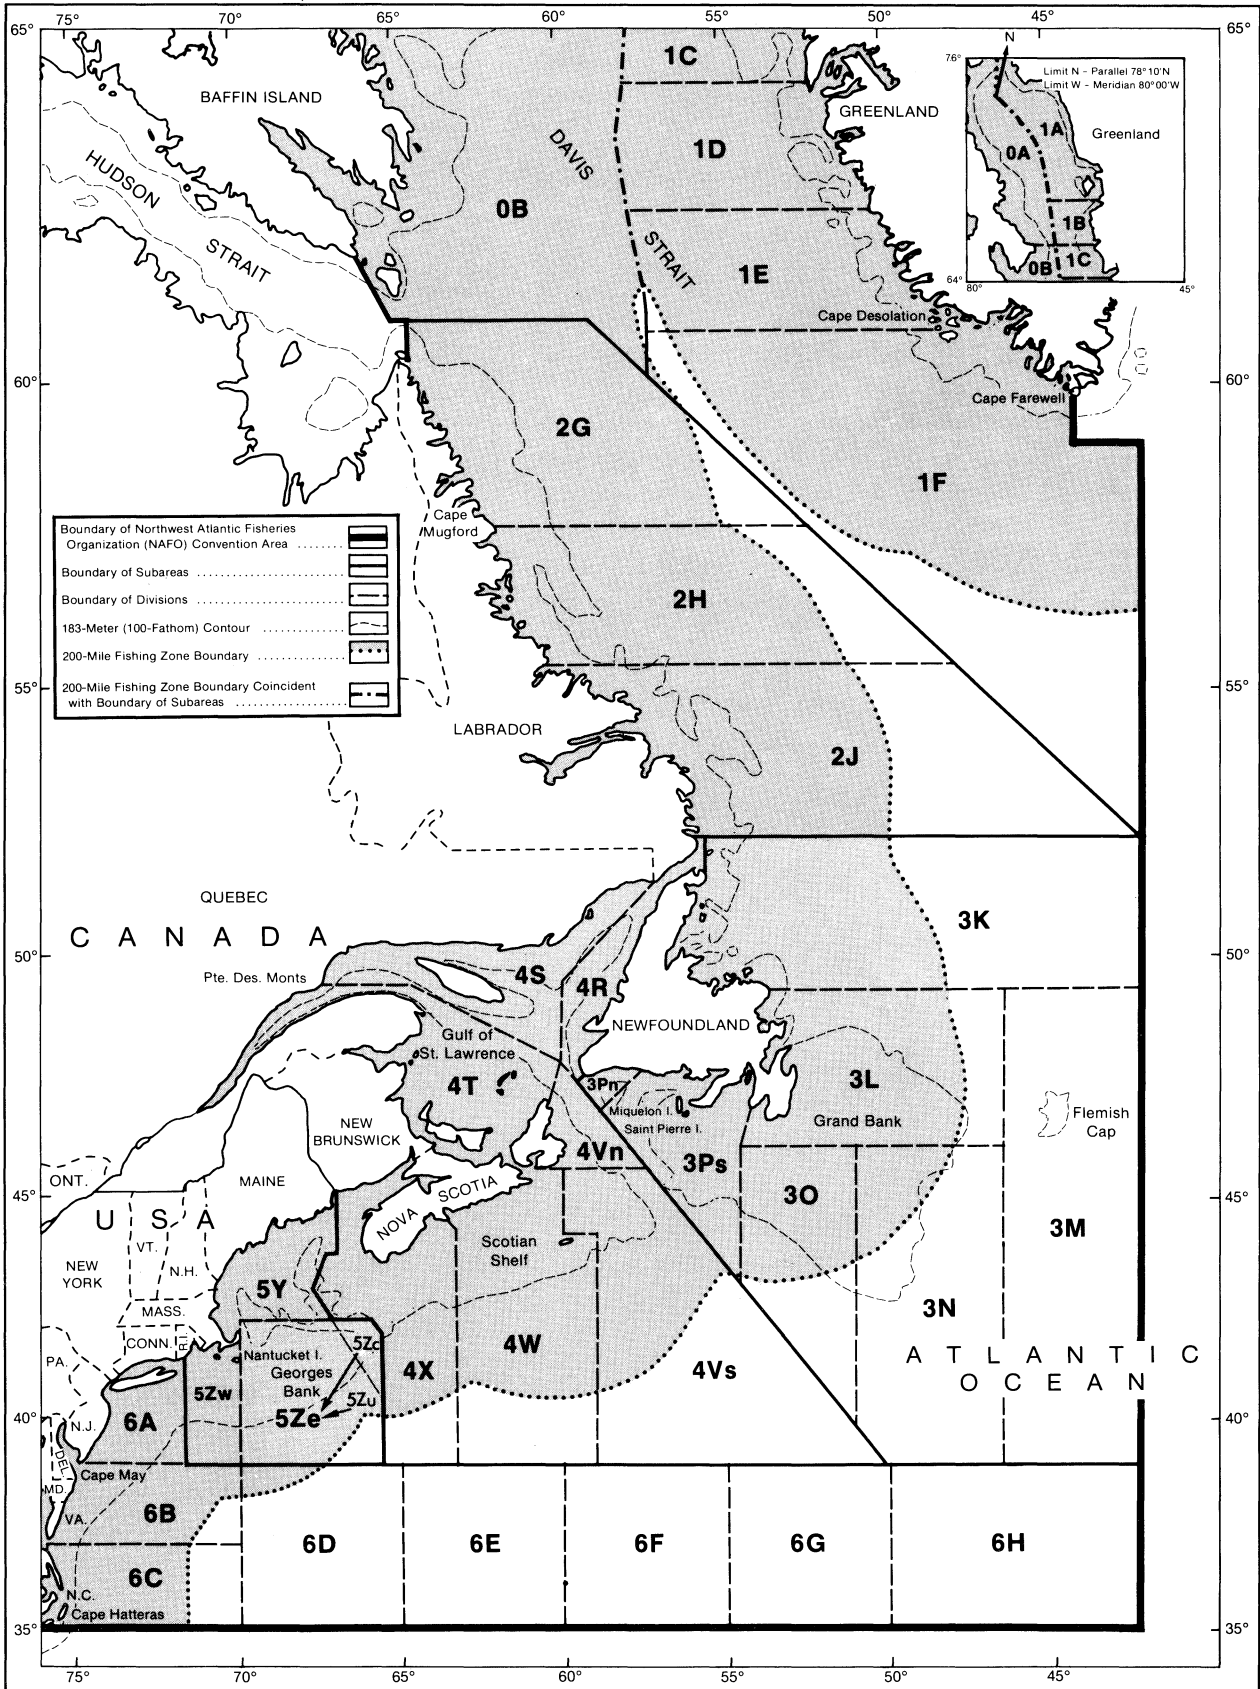 75° 70° 65° 60° 55° 50° 45°
65° 65°
1C
N
76°
Limit N - Parallel 78°10'N
Limit W - Meridian 80°00'W
1A
Greenland
0A
1B
0B 1C
64°
80° 45°
BAFFIN ISLAND
GREENLAND
DAVIS
STRAIT
1D
HUDSON
STRAIT
0B
1E
Cape Desolation
60° 60°
Cape Farewell
2G
1F
Cape
Mugford
Boundary of Northwest Atlantic Fisheries
Organization (NAFO) Convention Area ........
Boundary of Subareas ........................
Boundary of Divisions ........................
183-Meter (100-Fathom) Contour ..............
200-Mile Fishing Zone Boundary ..............
200-Mile Fishing Zone Boundary Coincident
with Boundary of Subareas ..................
2H
55° 55°
LABRADOR
2J
QUEBEC
3K
CANADA
50° 50°
Pte. Des. Monts
4S
4R
NEWFOUNDLAND
Gulf of
St. Lawrence
4T
3Pn
3L
Miquelon I.
Saint Pierre I.
Grand Bank
Flemish
Cap
NEW
BRUNSWICK
4Vn
3Ps
ONT.
MAINE
3O
45° 45°
NOVA SCOTIA
USA
3M
VT.
Scotian
Shelf
NEW
YORK
N.H.
5Y
3N
MASS.
CONN.
R.I.
5Zc
4W
Nantucket I.
Georges
Bank
ATLANTIC
OCEAN
PA.
4X
4Vs
5Zw
5Zu
5Ze
40° 40°
N.J.
6A
DEL.
Cape May
MD.
VA.
6B
6D
6E
6F
6G
6H
6C
N.C.
Cape Hatteras
35° 35°
75° 70° 65° 60° 55° 50° 45°